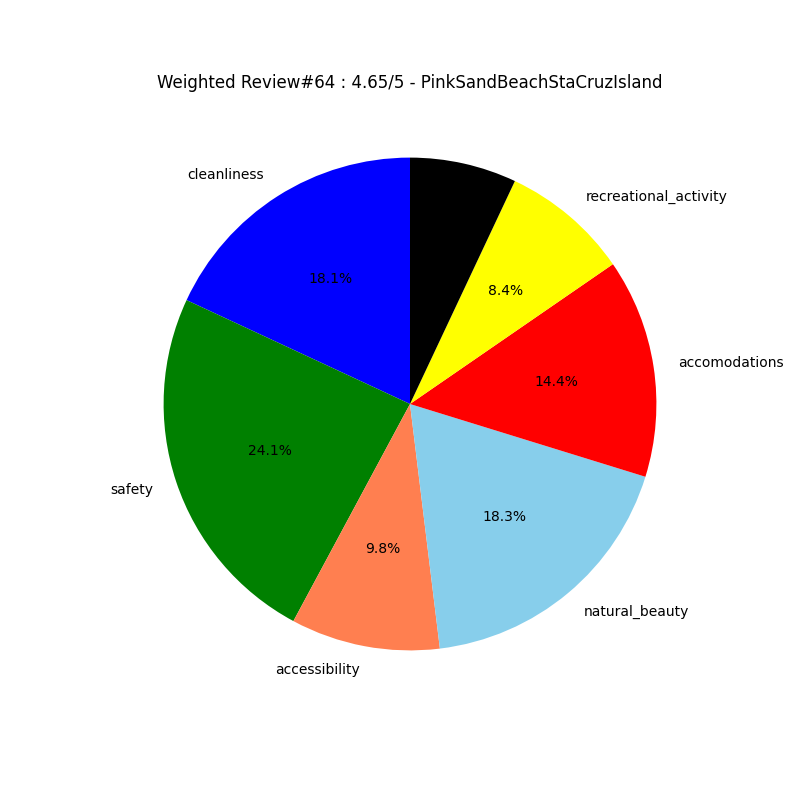 Weighted Review#64 : 4.65/5 - PinkSandBeachStaCruzIsland
cleanliness
recreational_activity
18.1%
8.4%
accomodations
14.4%
24.1%
safety
18.3%
9.8%
natural_beauty
accessibility